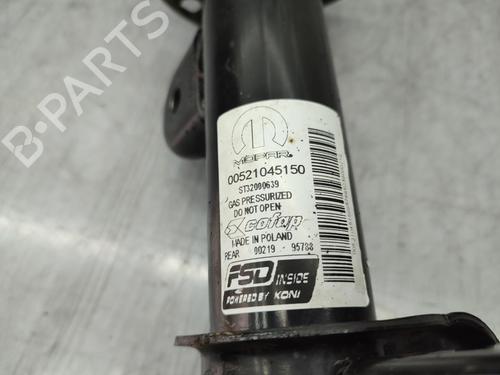 MOPAR
00521045150
ST32000639
GAS PRESSURIZED
DO NOT OPEN
cofap
MADE IN POLAND
REAR 00219 95788
FSD INSIDE
POWERED BY KONI
B-PARTS